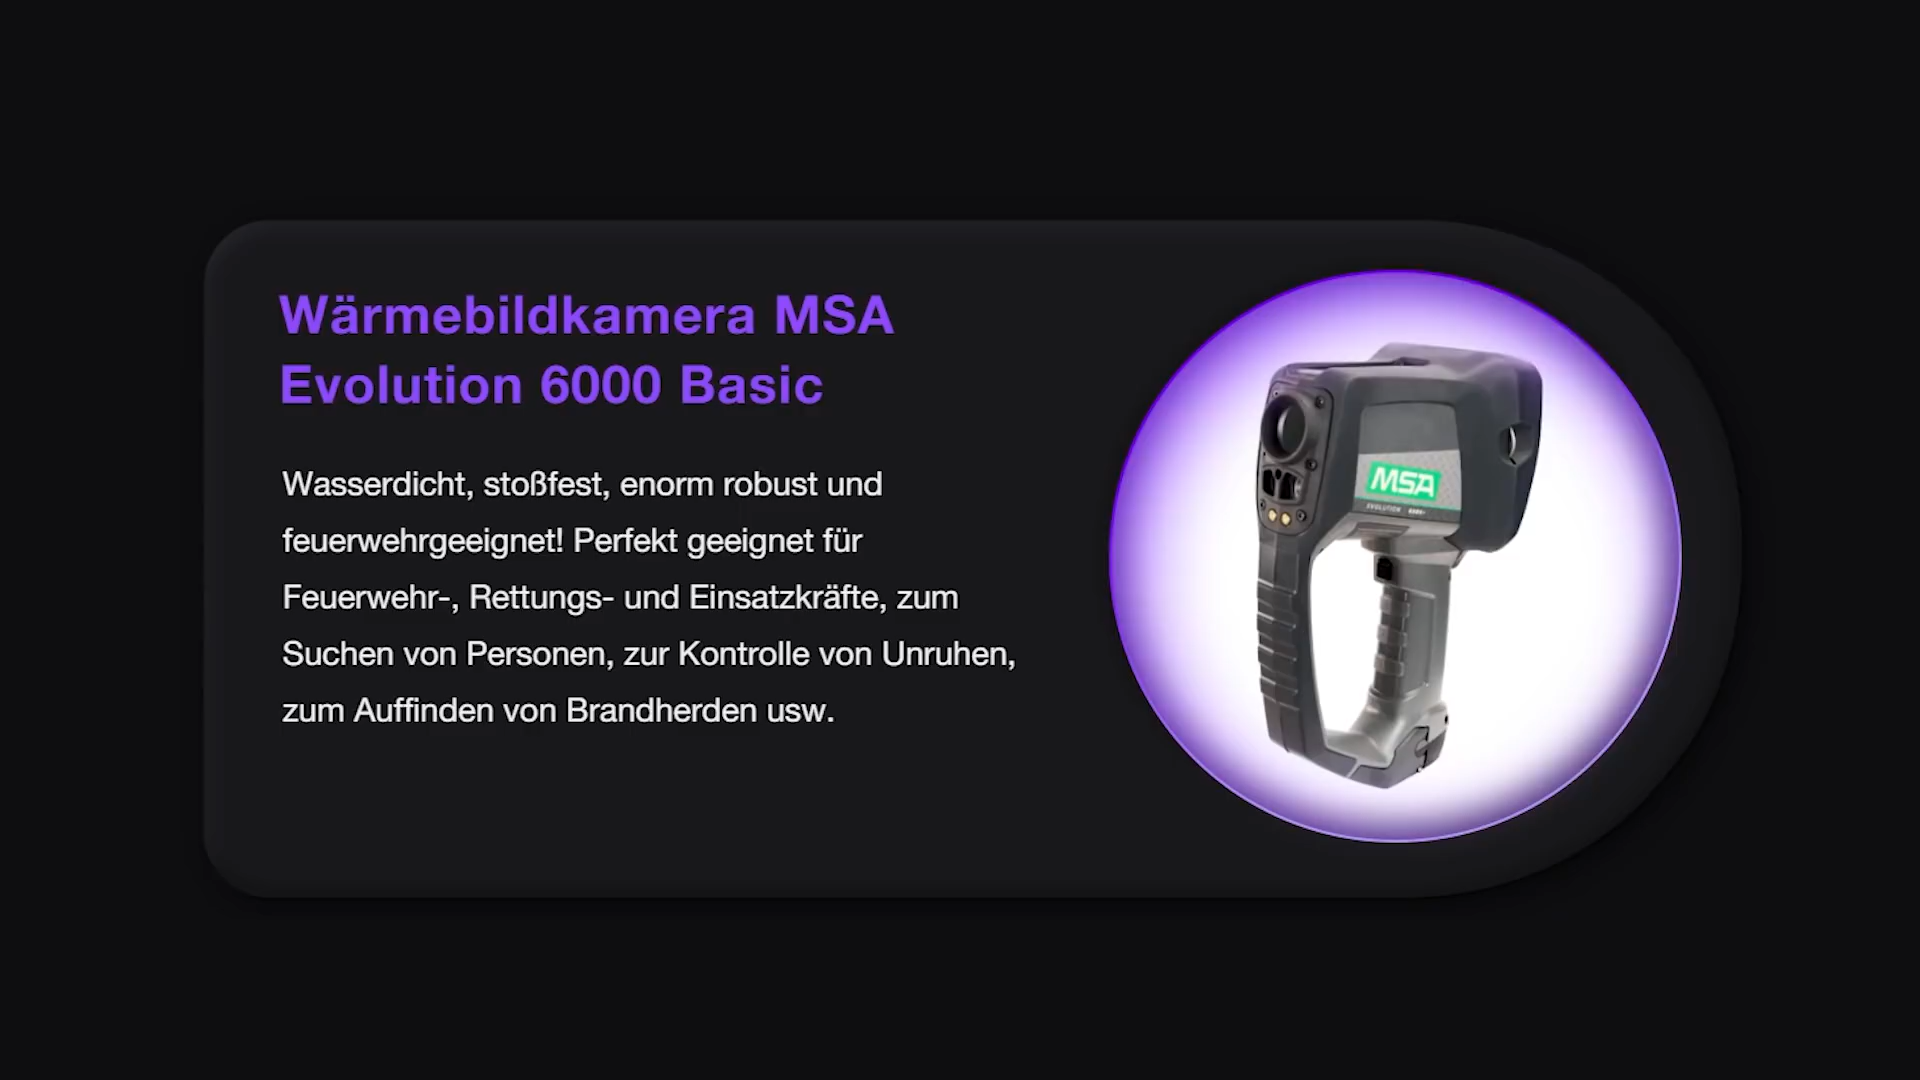 Wärmebildkamera MSA
Evolution 6000 Basic
Wasserdicht, stoßfest, enorm robust und
feuerwehrgeeignet! Perfekt geeignet für
Feuerwehr-, Rettungs- und Einsatzkräfte, zum
Suchen von Personen, zur Kontrolle von Unruhen,
zum Auffinden von Brandherden usw.
MSA
EVOLUTION